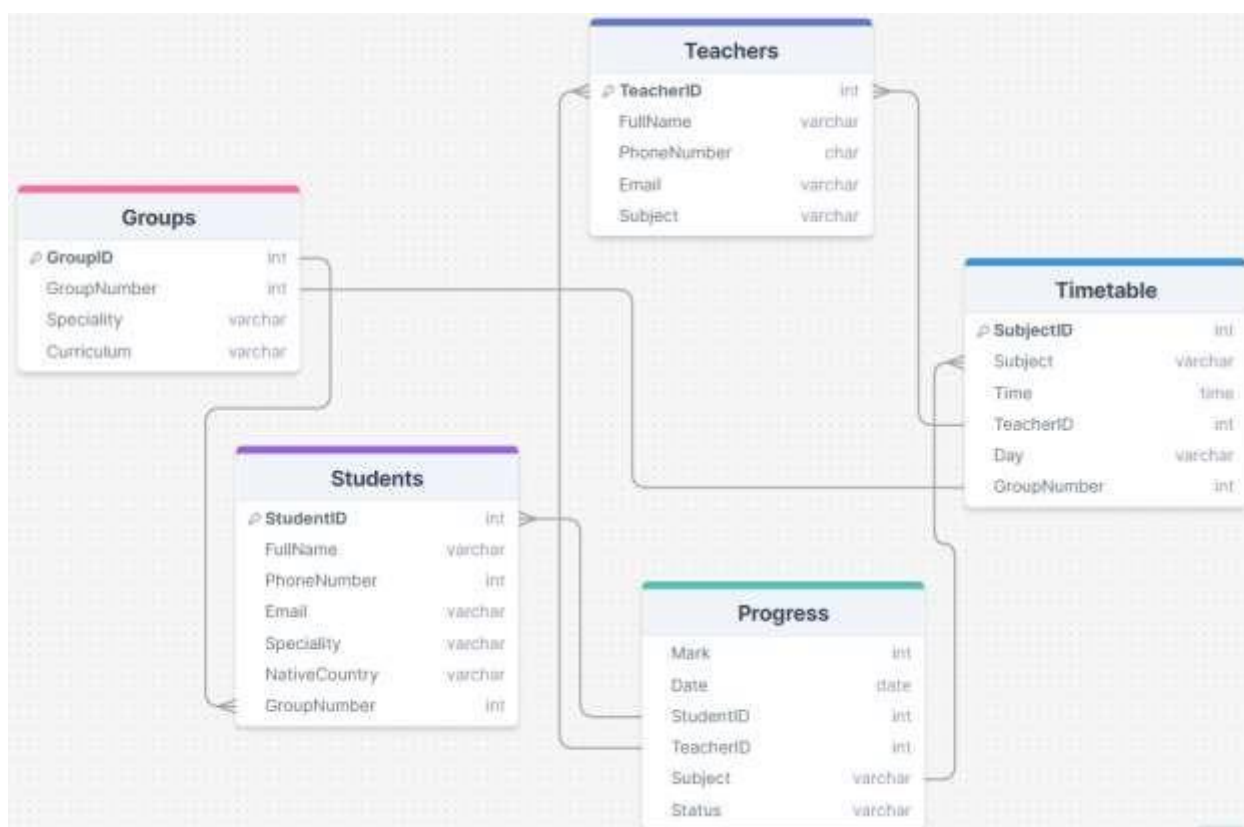 Teachers
TeacherID int
FullName varchar
PhoneNumber char
Email varchar
Subject varchar
Groups
GroupID int
GroupNumber int
Speciality varchar
Curriculum varchar
Timetable
SubjectID int
Subject varchar
Time time
TeacherID int
Day varchar
GroupNumber int
Students
StudentID int
FullName varchar
PhoneNumber int
Email varchar
Speciality varchar
NativeCountry varchar
GroupNumber int
Progress
Mark int
Date date
StudentID int
TeacherID int
Subject varchar
Status varchar